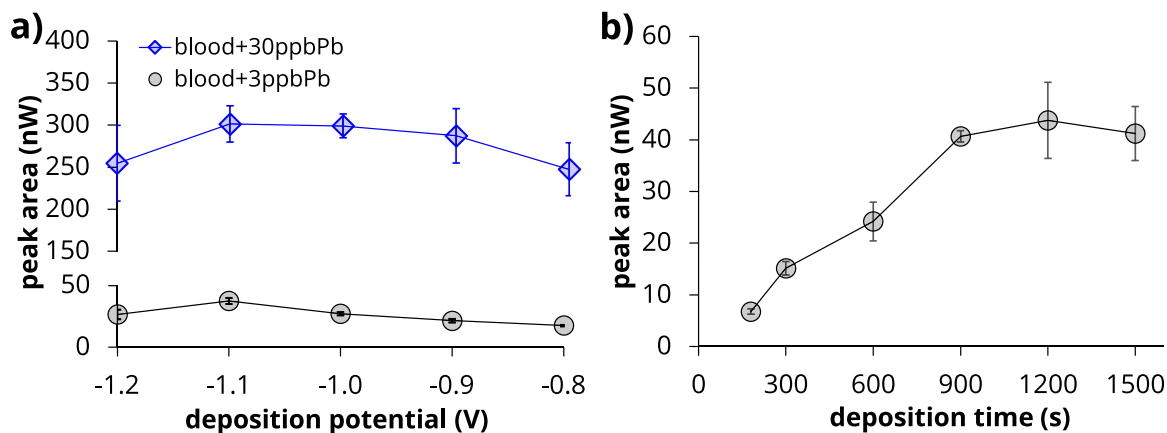 a)
peak area (nW)
400
350
300
250
200
150
50
0
blood+30ppbPb
blood+3ppbPb
-1.2 -1.1 -1.0 -0.9 -0.8
deposition potential (V)
b)
peak area (nW)
60
50
40
30
20
10
0
0 300 600 900 1200 1500
deposition time (s)